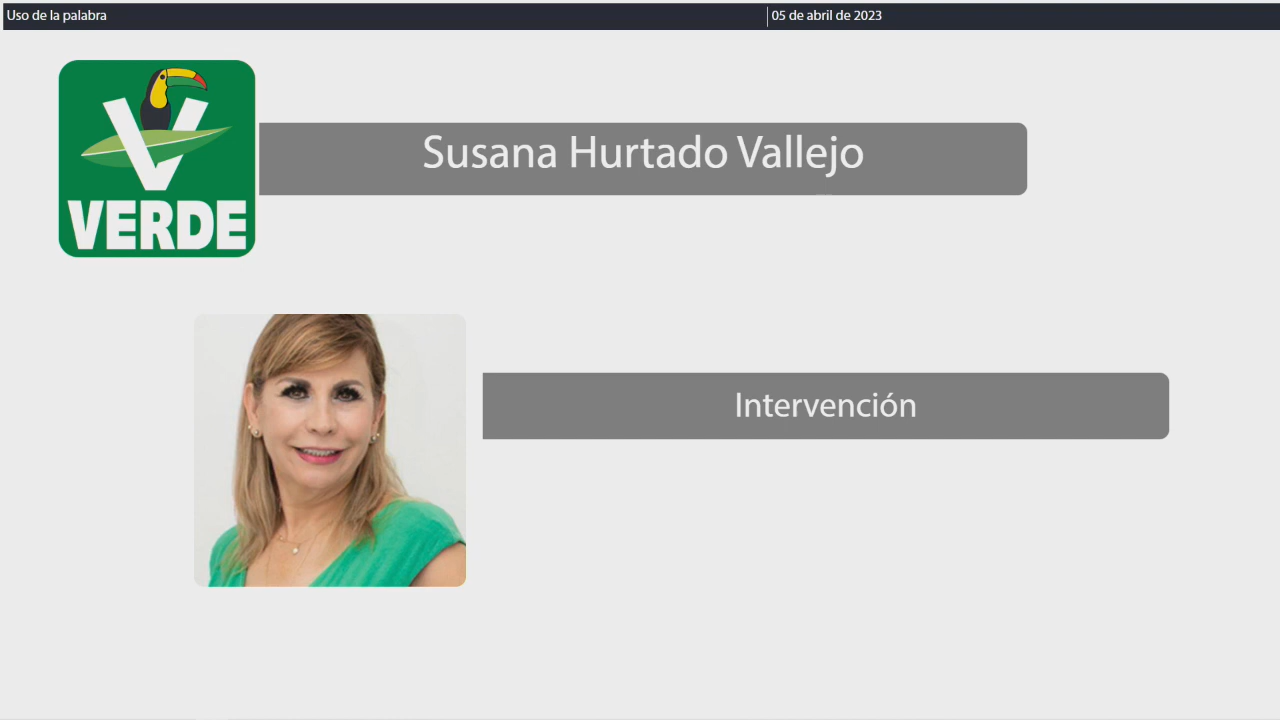 Uso de la palabra
05 de abril de 2023
V
VERDE
Susana Hurtado Vallejo
Intervención